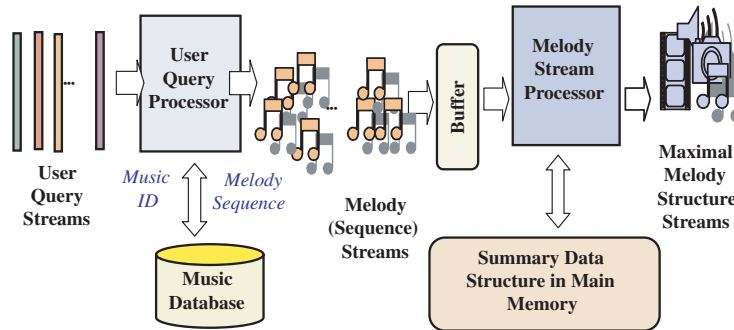 ...
User
Query
Processor
...
User
Query
Streams
Music
ID
Melody
Sequence
Music
Database
Melody
(Sequence)
Streams
Buffer
Melody
Stream
Processor
Summary Data
Structure in Main
Memory
Maximal
Melody
Structure
Streams